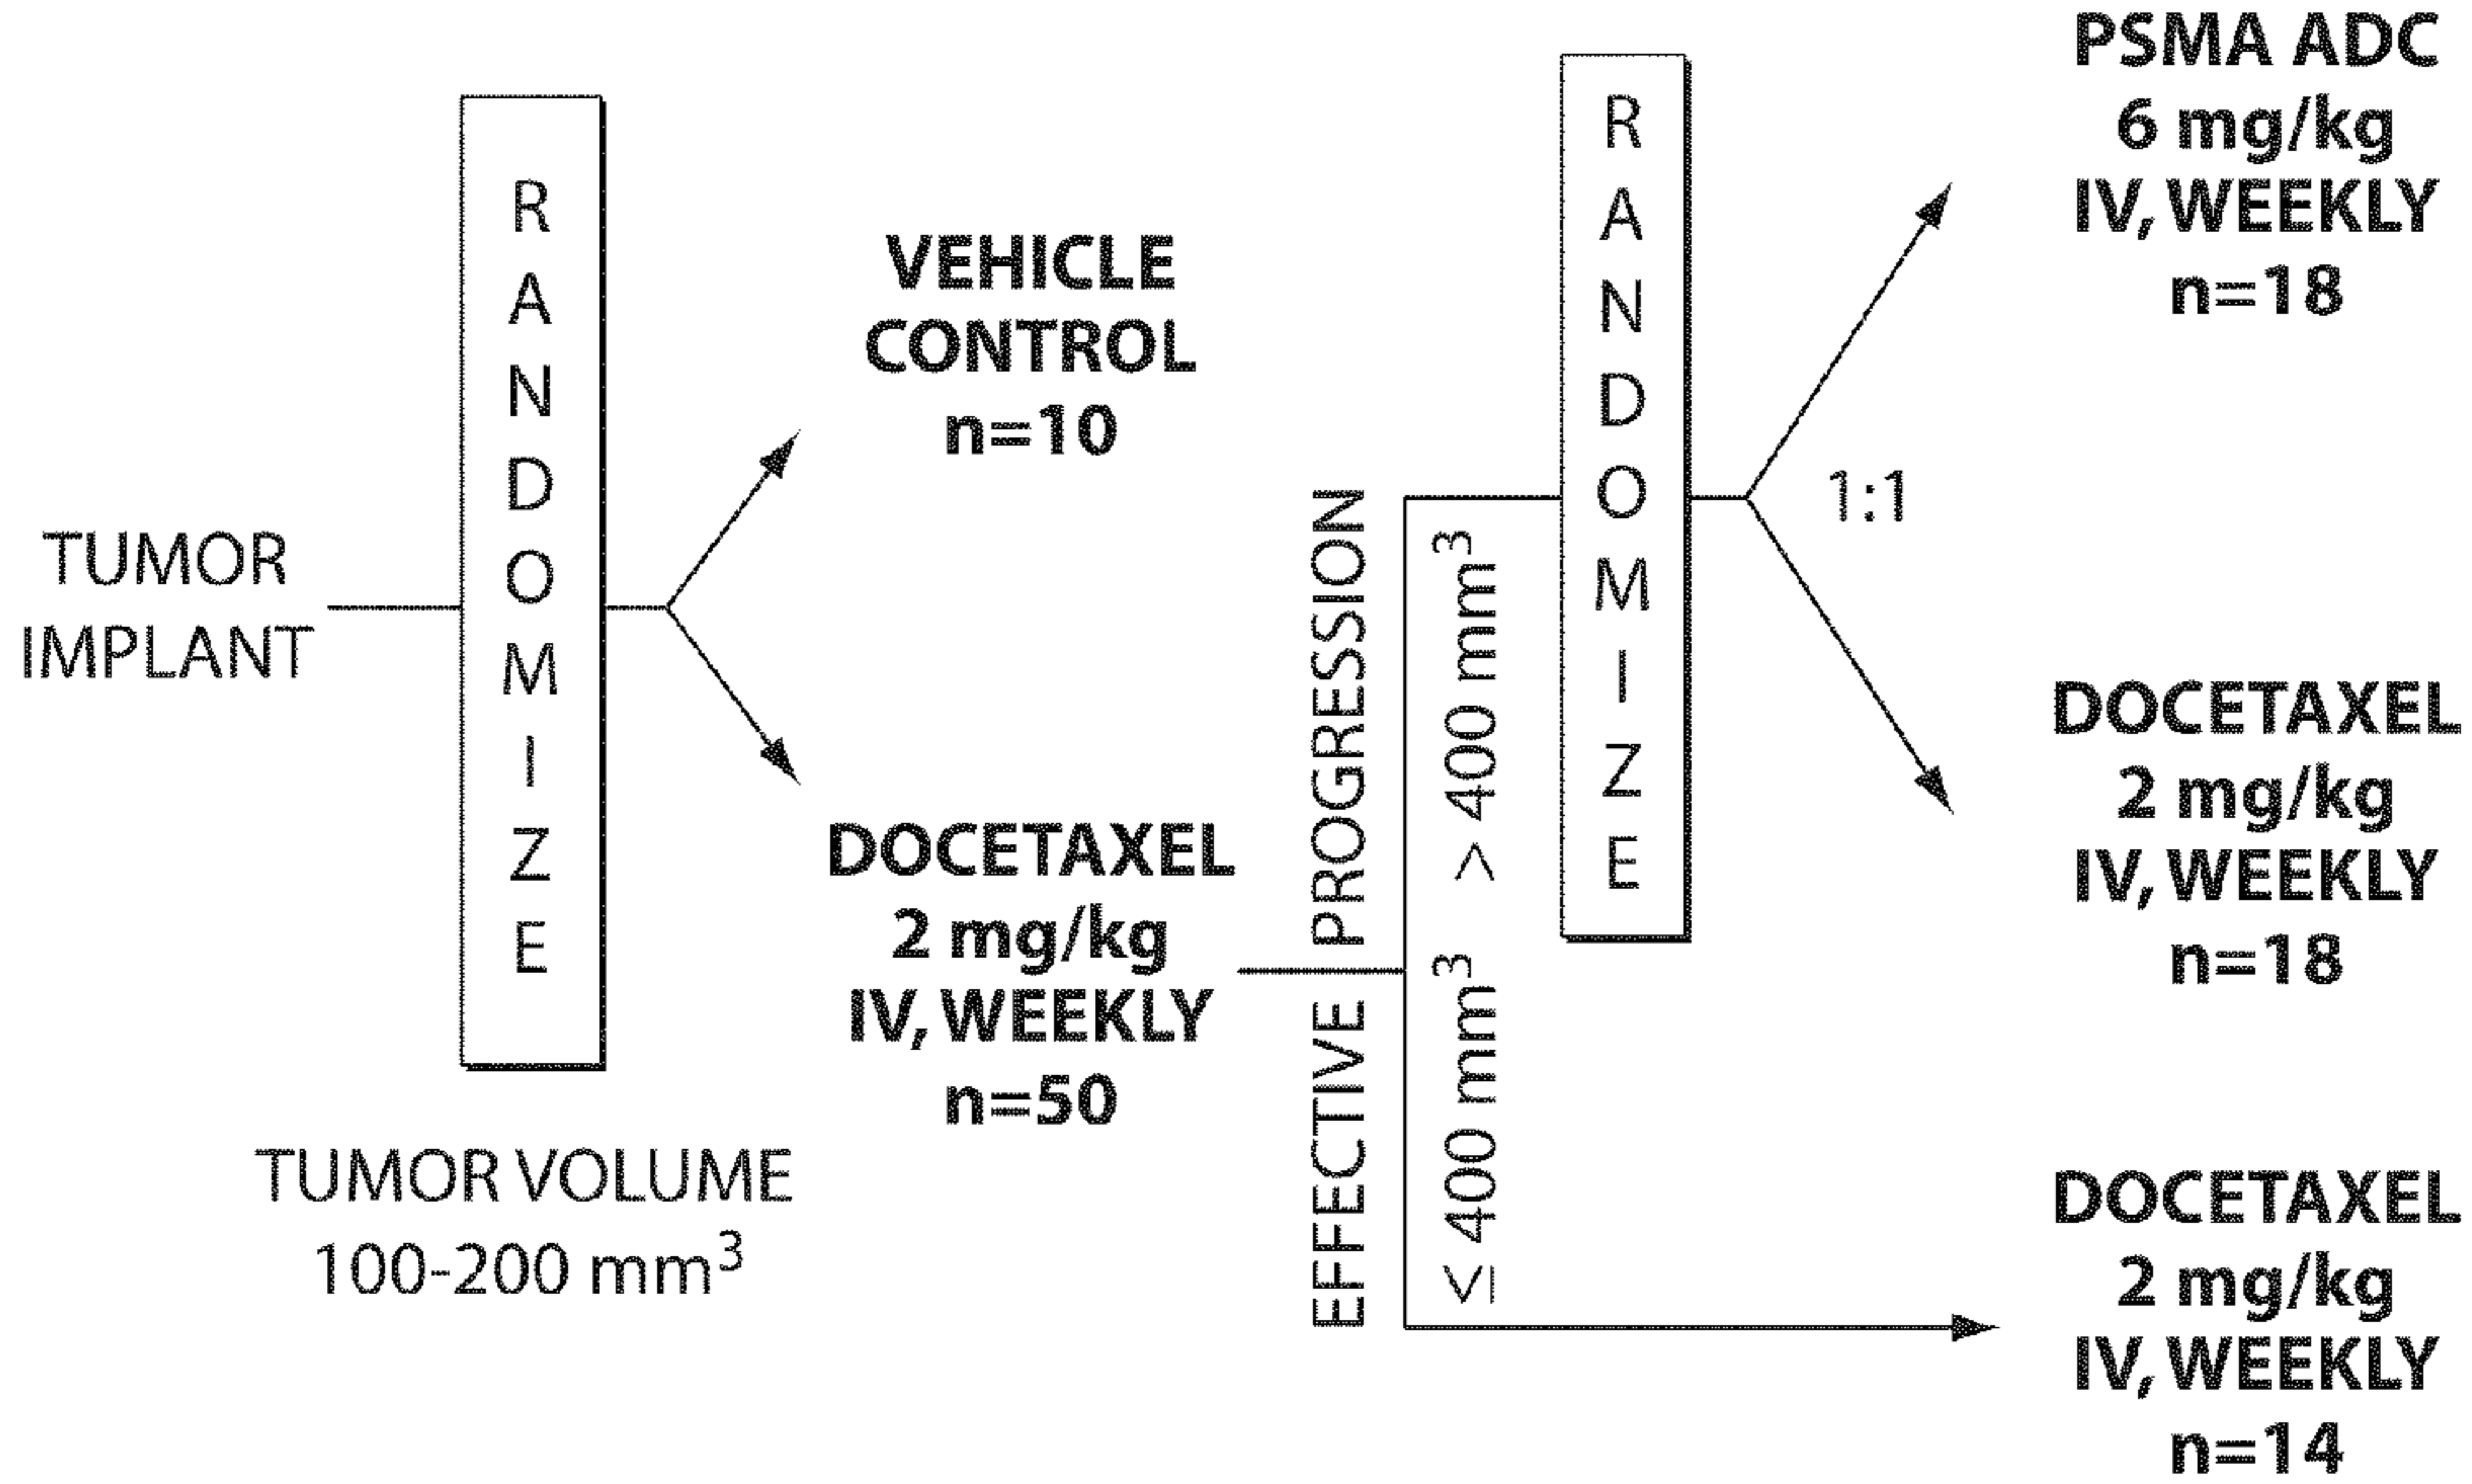 TUMOR
IMPLANT
RANDOMIZE
TUMOR VOLUME
100-200 mm³
VEHICLE
CONTROL
n=10
DOCETAXEL
2 mg/kg
IV, WEEKLY
n=50
EFFECTIVE PROGRESSION
≤ 400 mm³ > 400 mm³
RANDOMIZE
1:1
PSMA ADC
6 mg/kg
IV, WEEKLY
n=18
DOCETAXEL
2 mg/kg
IV, WEEKLY
n=18
DOCETAXEL
2 mg/kg
IV, WEEKLY
n=14